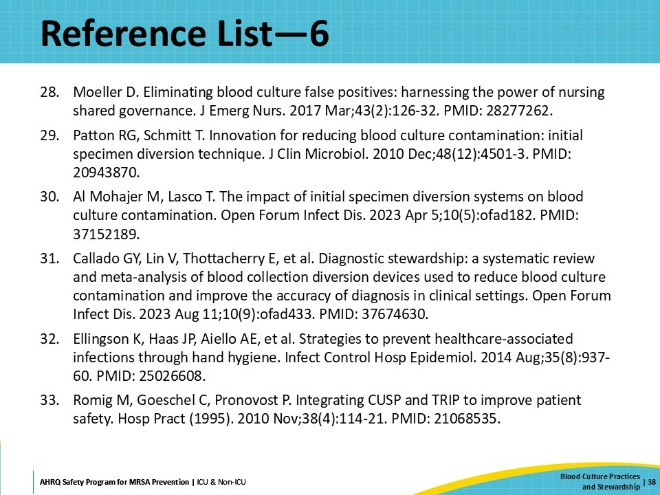 Reference List—6
28. Moeller D. Eliminating blood culture false positives: harnessing the power of nursing
shared governance. J Emerg Nurs. 2017 Mar;43(2):126-32. PMID: 28277262.
29. Patton RG, Schmitt T. Innovation for reducing blood culture contamination: initial
specimen diversion technique. J Clin Microbiol. 2010 Dec;48(12):4501-3. PMID:
20943870.
30. Al Mohajer M, Lasco T. The impact of initial specimen diversion systems on blood
culture contamination. Open Forum Infect Dis. 2023 Apr 5;10(5):ofad182. PMID:
37152189.
31. Callado GY, Lin V, Thottacherry E, et al. Diagnostic stewardship: a systematic review
and meta-analysis of blood collection diversion devices used to reduce blood culture
contamination and improve the accuracy of diagnosis in clinical settings. Open Forum
Infect Dis. 2023 Aug 11;10(9):ofad433. PMID: 37674630.
32. Ellingson K, Haas JP, Aiello AE, et al. Strategies to prevent healthcare-associated
infections through hand hygiene. Infect Control Hosp Epidemiol. 2014 Aug;35(8):937-
60. PMID: 25026608.
33. Romig M, Goeschel C, Pronovost P. Integrating CUSP and TRIP to improve patient
safety. Hosp Pract (1995). 2010 Nov;38(4):114-21. PMID: 21068535.
AHRQ Safety Program for MRSA Prevention | ICU & Non-ICU
Blood Culture Practices
and Stewardship | 38